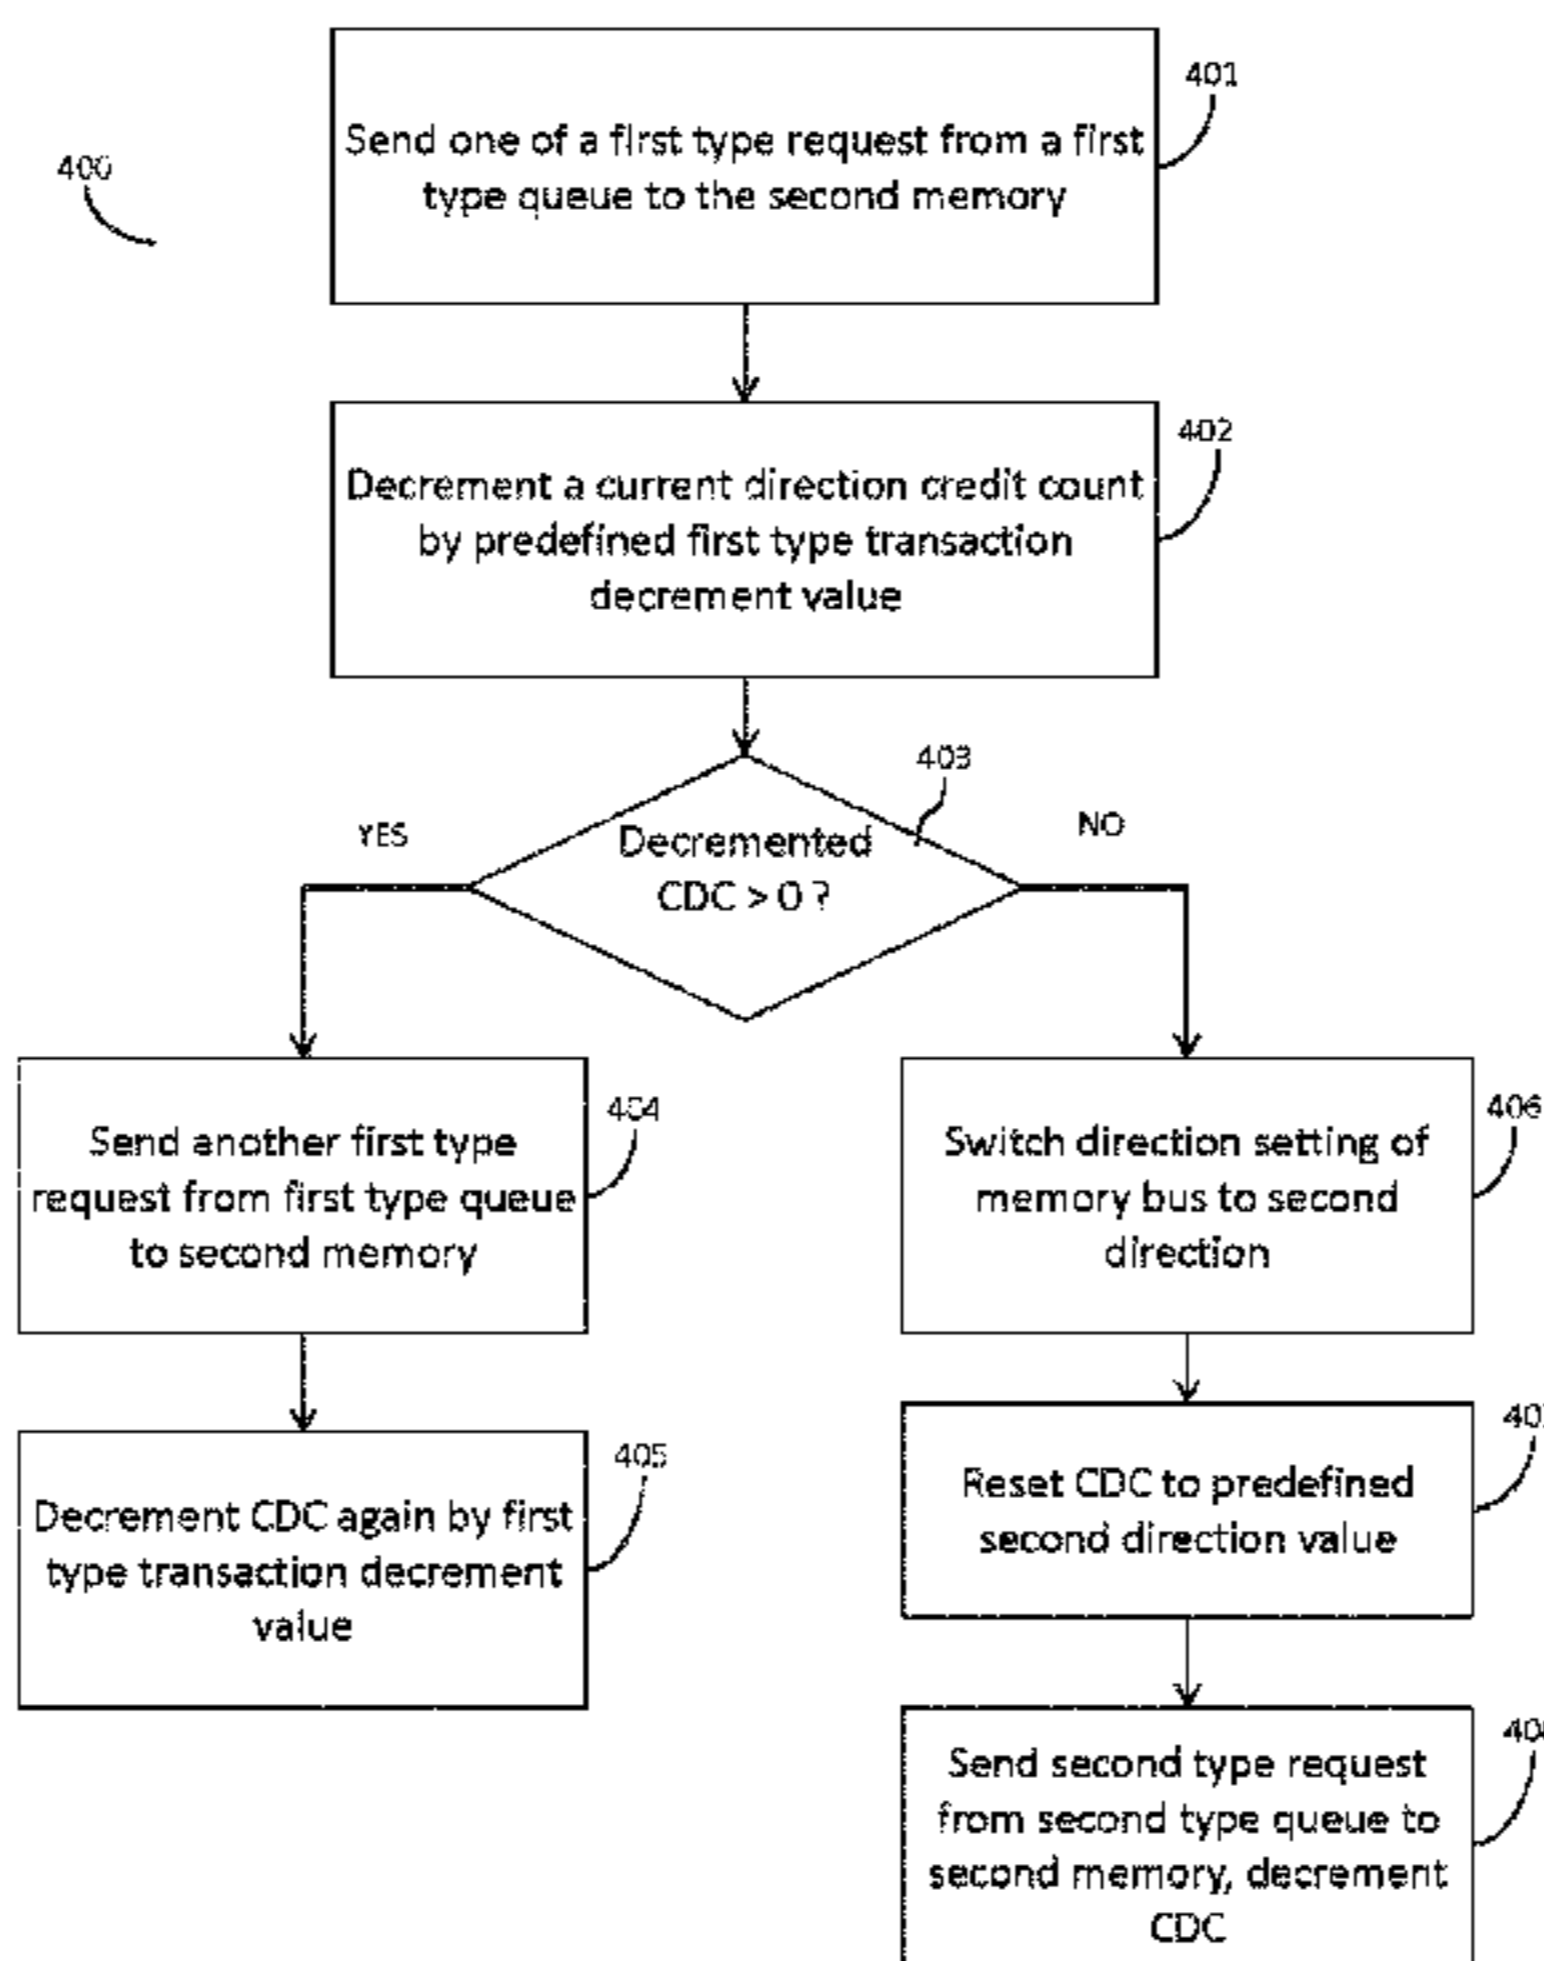 400
401
Send one of a first type request from a first
type queue to the second memory
402
Decrement a current direction credit count
by predefined first type transaction
decrement value
403
YES
NO
Decremented
CDC > 0 ?
404
Send another first type
request from first type queue
to second memory
406
Switch direction setting of
memory bus to second
direction
405
Decrement CDC again by first
type transaction decrement
value
Reset CDC to predefined
second direction value
Send second type request
from second type queue to
second memory, decrement
CDC